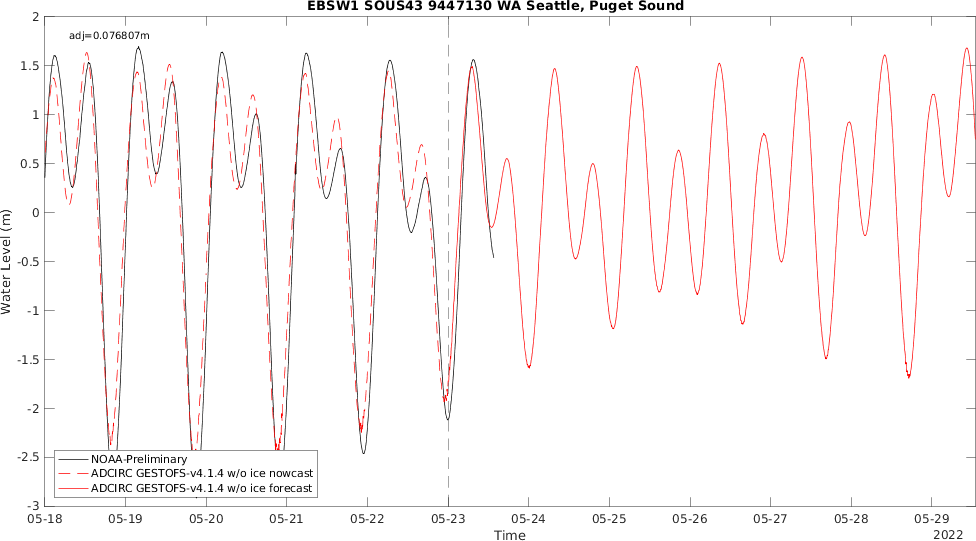 EBSW1 SOUS43 9447130 WA Seattle, Puget Sound
adj=0.076807m
2
1.5
1
0.5
0
-0.5
-1
-1.5
-2
-2.5
-3
Water Level (m)
NOAA-Preliminary
ADCIRC GESTOFS-v4.1.4 w/o ice nowcast
ADCIRC GESTOFS-v4.1.4 w/o ice forecast
05-18 05-19 05-20 05-21 05-22 05-23 05-24 05-25 05-26 05-27 05-28 05-29
Time
2022